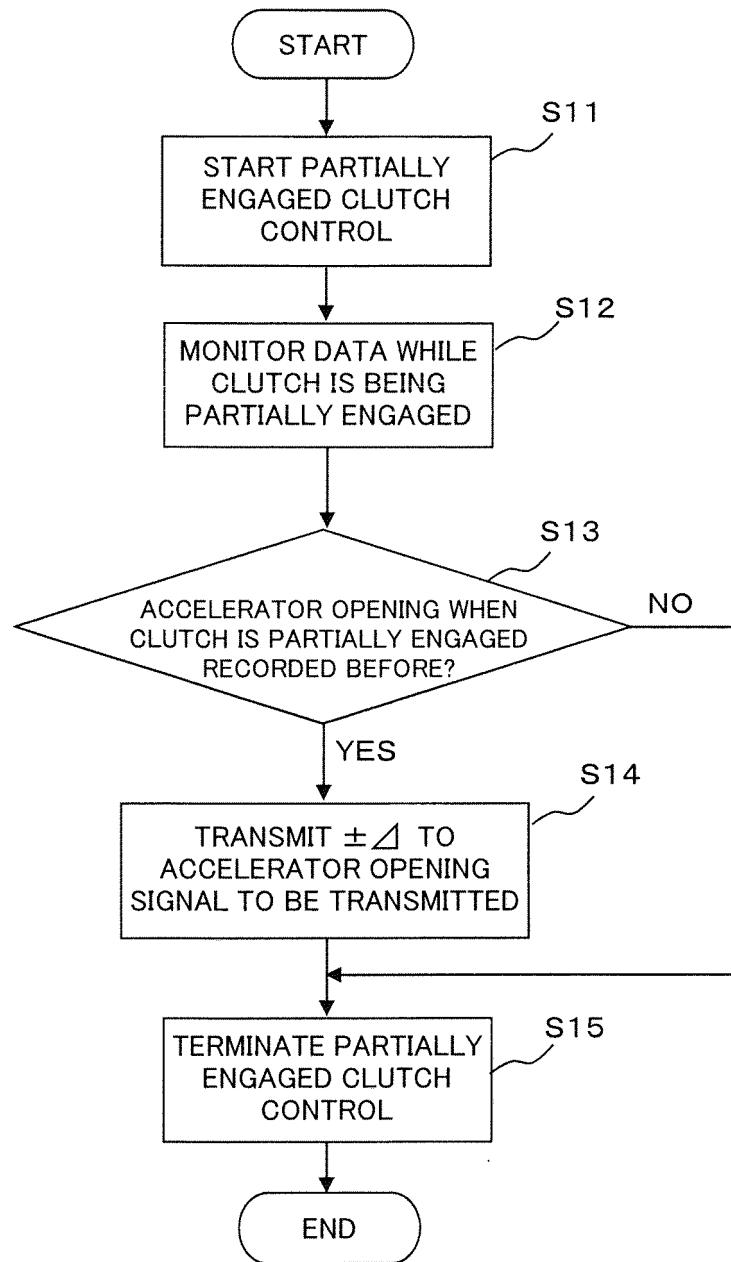 START
S11
START PARTIALLY
ENGAGED CLUTCH
CONTROL
S12
MONITOR DATA WHILE
CLUTCH IS BEING
PARTIALLY ENGAGED
S13
ACCELERATOR OPENING WHEN
CLUTCH IS PARTIALLY ENGAGED
RECORDED BEFORE?
NO
YES
S14
TRANSMIT ±⊿ TO
ACCELERATOR OPENING
SIGNAL TO BE TRANSMITTED
S15
TERMINATE PARTIALLY
ENGAGED CLUTCH
CONTROL
END